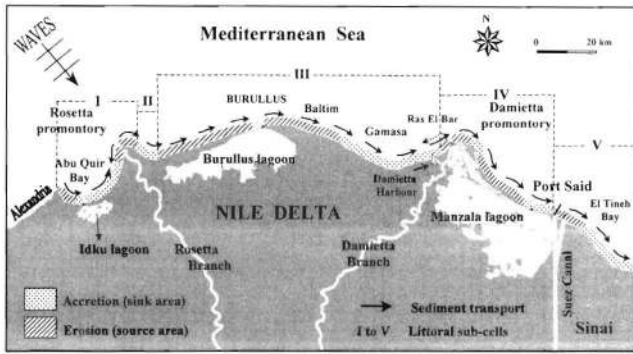 WAVES
Mediterranean Sea
N
0 20 km
I
II
III
IV
V
Rosetta
promontory
BURULLUS
Baltim
Gamasa
Ras El-Bar
Damietta
promontory
Abu Quir
Bay
Burullus lagoon
Damietta
Harbour
Port Said
El Tineh
Bay
Alexandria
NILE DELTA
Manzala lagoon
Idku lagoon
Rosetta
Branch
Damietta
Branch
Suez Canal
Sinai
Accretion (sink area)
Erosion (source area)
Sediment transport
I to V Littoral sub-cells